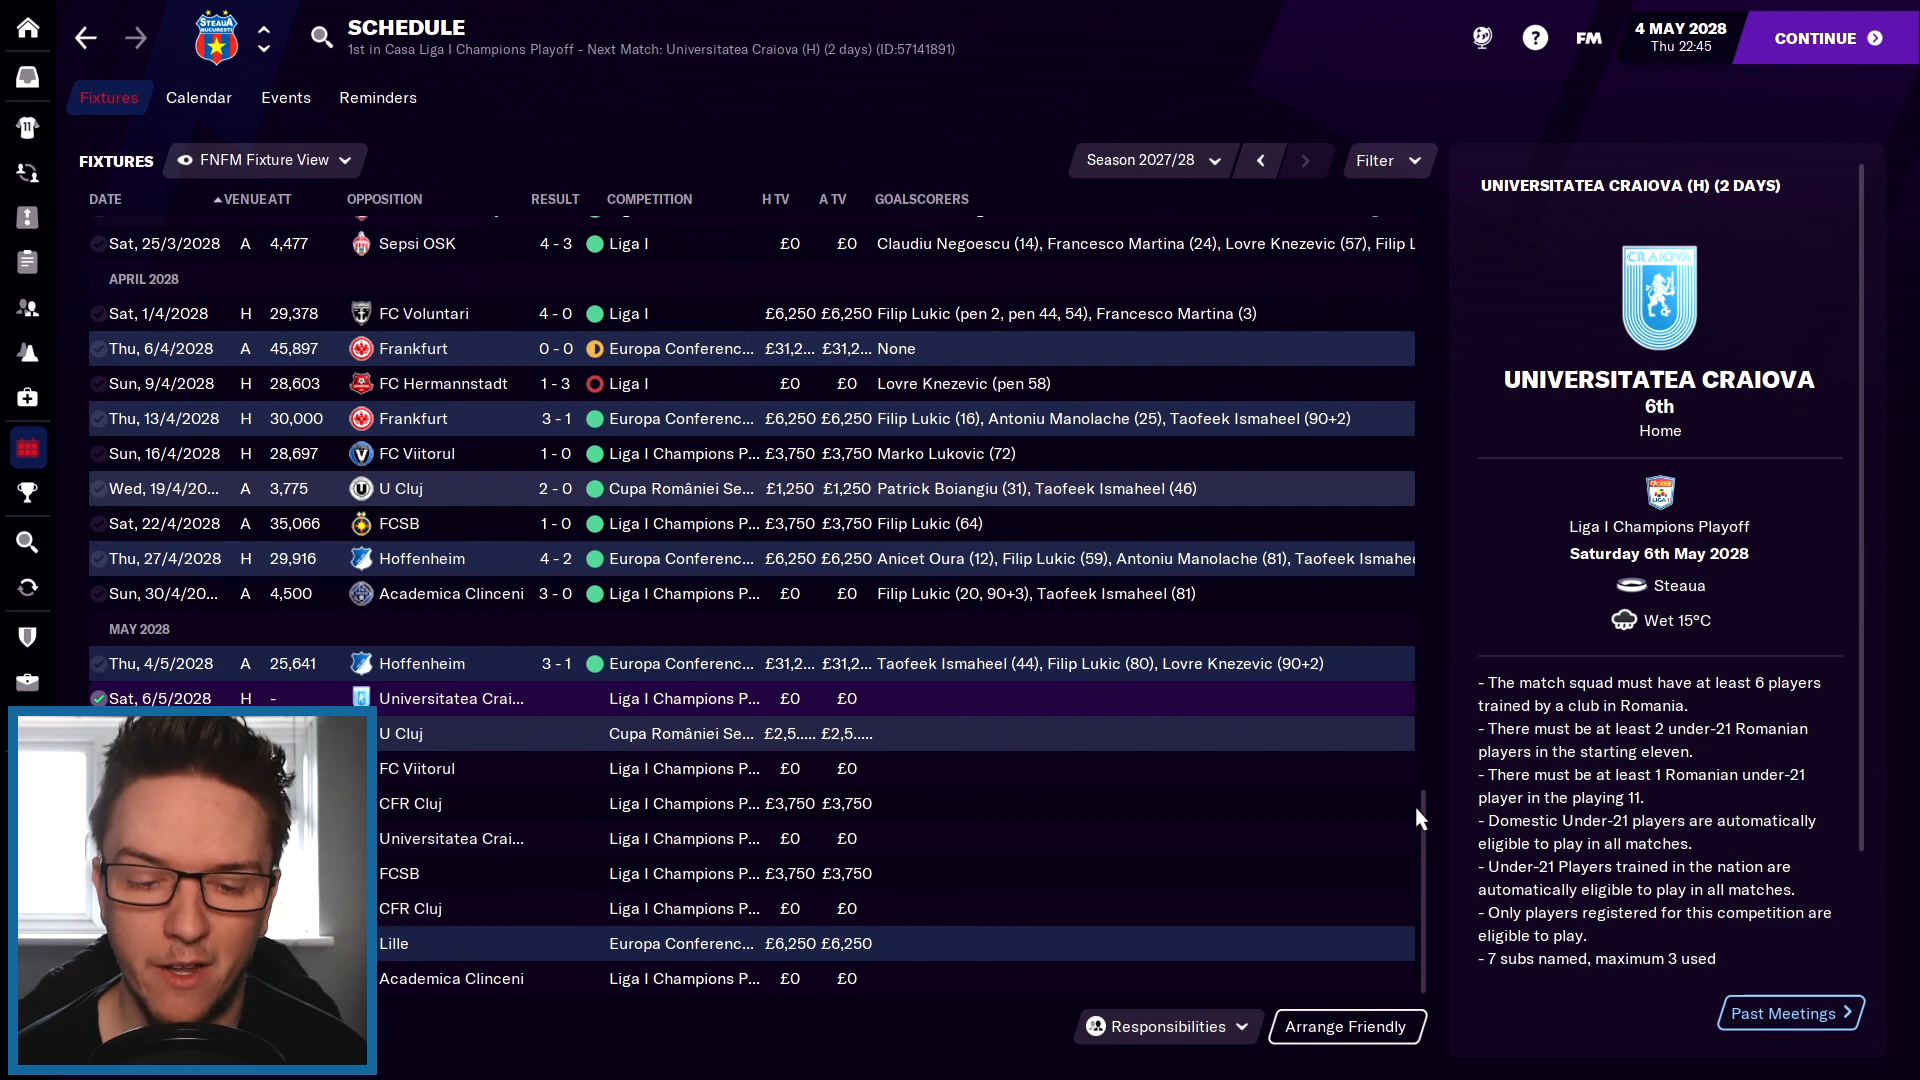 SCHEDULE
1st in Casa Liga I Champions Playoff - Next Match: Universitatea Craiova (H) (2 days) (ID:57141891)
FM
4 MAY 2028
Thu 22:45
CONTINUE
Fixtures Calendar Events Reminders
FIXTURES FNFM Fixture View Season 2027/28 Filter
DATE VENUE ATT OPPOSITION RESULT COMPETITION H TV A TV GOALSCORERS
Sat, 25/3/2028 A 4,477 Sepsi OSK 4 - 3 Liga I £0 £0 Claudiu Negoescu (14), Francesco Martina (24), Lovre Knezevic (57), Filip L
APRIL 2028
Sat, 1/4/2028 H 29,378 FC Voluntari 4 - 0 Liga I £6,250 £6,250 Filip Lukic (pen 2, pen 44, 54), Francesco Martina (3)
Thu, 6/4/2028 A 45,897 Frankfurt 0 - 0 Europa Conferenc... £31,2... £31,2... None
Sun, 9/4/2028 H 28,603 FC Hermannstadt 1 - 3 Liga I £0 £0 Lovre Knezevic (pen 58)
Thu, 13/4/2028 H 30,000 Frankfurt 3 - 1 Europa Conferenc... £6,250 £6,250 Filip Lukic (16), Antoniu Manolache (25), Taofeek Ismaheel (90+2)
Sun, 16/4/2028 H 28,697 FC Viitorul 1 - 0 Liga I Champions P... £3,750 £3,750 Marko Lukovic (72)
Wed, 19/4/20... A 3,775 U Cluj 2 - 0 Cupa României Se... £1,250 £1,250 Patrick Boiangiu (31), Taofeek Ismaheel (46)
Sat, 22/4/2028 A 35,066 FCSB 1 - 0 Liga I Champions P... £3,750 £3,750 Filip Lukic (64)
Thu, 27/4/2028 H 29,916 Hoffenheim 4 - 2 Europa Conferenc... £6,250 £6,250 Anicet Oura (12), Filip Lukic (59), Antoniu Manolache (81), Taofeek Ismahee
Sun, 30/4/20... A 4,500 Academica Clinceni 3 - 0 Liga I Champions P... £0 £0 Filip Lukic (20, 90+3), Taofeek Ismaheel (81)
MAY 2028
Thu, 4/5/2028 A 25,641 Hoffenheim 3 - 1 Europa Conferenc... £31,2... £31,2... Taofeek Ismaheel (44), Filip Lukic (80), Lovre Knezevic (90+2)
Sat, 6/5/2028 H - Universitatea Crai... Liga I Champions P... £0 £0
U Cluj Cupa României Se... £2,5..... £2,5.....
FC Viitorul Liga I Champions P... £0 £0
CFR Cluj Liga I Champions P... £3,750 £3,750
Universitatea Crai... Liga I Champions P... £0 £0
FCSB Liga I Champions P... £3,750 £3,750
CFR Cluj Liga I Champions P... £0 £0
Lille Europa Conferenc... £6,250 £6,250
Academica Clinceni Liga I Champions P... £0 £0
Responsibilities Arrange Friendly
UNIVERSITATEA CRAIOVA (H) (2 DAYS)
CRAIOVA
UNIVERSITATEA CRAIOVA
6th
Home
Liga I Champions Playoff
Saturday 6th May 2028
Steaua
Wet 15°C
- The match squad must have at least 6 players
trained by a club in Romania.
- There must be at least 2 under-21 Romanian
players in the starting eleven.
- There must be at least 1 Romanian under-21
player in the playing 11.
- Domestic Under-21 players are automatically
eligible to play in all matches.
- Under-21 Players trained in the nation are
automatically eligible to play in all matches.
- Only players registered for this competition are
eligible to play.
- 7 subs named, maximum 3 used
Past Meetings